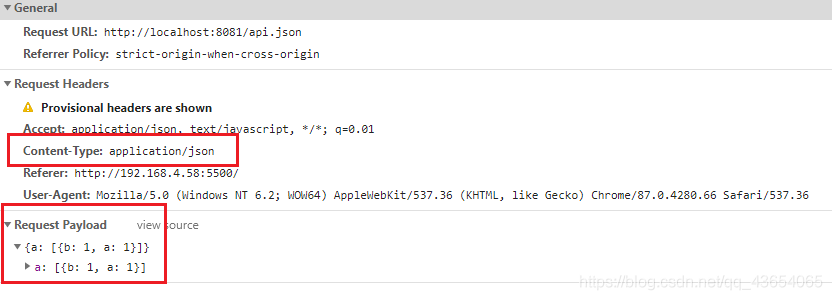 General
Request URL: http://localhost:8081/api.json
Referrer Policy: strict-origin-when-cross-origin
Request Headers
Provisional headers are shown
Accept: application/json, text/javascript, */*; q=0.01
Content-Type: application/json
Referer: http://192.168.4.58:5500/
User-Agent: Mozilla/5.0 (Windows NT 6.2; WOW64) AppleWebKit/537.36 (KHTML, like Gecko) Chrome/87.0.4280.66 Safari/537.36
Request Payload view source
{a: [{b: 1, a: 1}]}
a: [{b: 1, a: 1}]
https://blog.csdn.net/qq_43654065